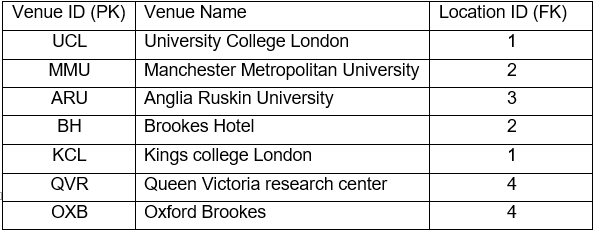 Venue ID (PK) Venue Name Location ID (FK)
UCL University College London 1
MMU Manchester Metropolitan University 2
ARU Anglia Ruskin University 3
BH Brookes Hotel 2
KCL Kings college London 1
QVR Queen Victoria research center 4
OXB Oxford Brookes 4